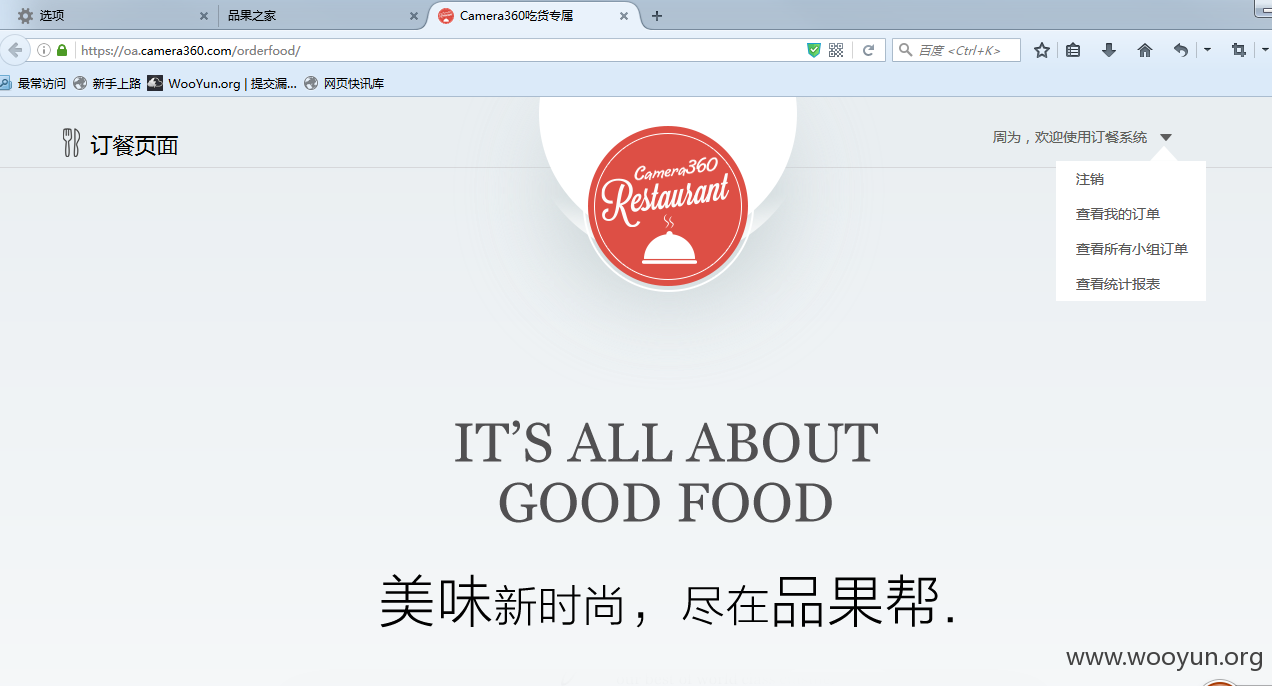 选项
品果之家
Camera360吃货专属
https://oa.camera360.com/orderfood/
百度 <Ctrl+K>
最常访问
新手上路
WooYun.org | 提交漏...
网页快讯库
订餐页面
周为，欢迎使用订餐系统
注销
查看我的订单
查看所有小组订单
查看统计报表
Camera360
Restaurant
IT’S ALL ABOUT
GOOD FOOD
美味新时尚，尽在品果帮.
www.wooyun.org